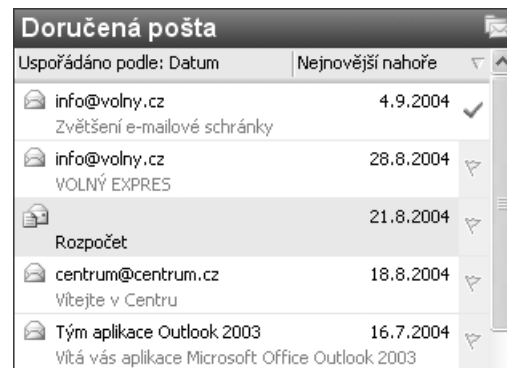 Doručená pošta
Uspořádáno podle: Datum Nejnovější nahoře
info@volny.cz 4.9.2004
Zvětšení e-mailové schránky
info@volny.cz 28.8.2004
VOLNÝ EXPRES
21.8.2004
Rozpočet
centrum@centrum.cz 18.8.2004
Vítejte v Centru
Tým aplikace Outlook 2003 16.7.2004
Vítá vás aplikace Microsoft Office Outlook 2003